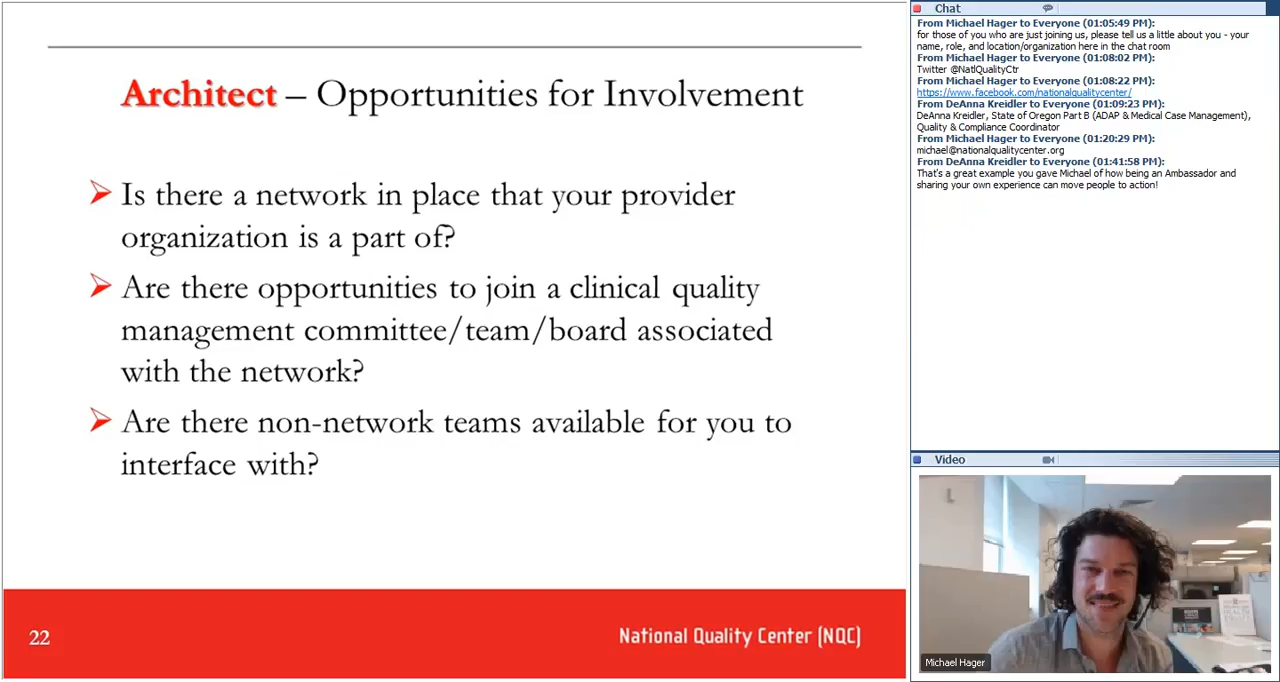 Architect – Opportunities for Involvement
Is there a network in place that your provider
organization is a part of?
Are there opportunities to join a clinical quality
management committee/team/board associated
with the network?
Are there non-network teams available for you to
interface with?
22
National Quality Center (NQC)
Chat
From Michael Hager to Everyone (01:05:49 PM):
for those of you who are just joining us, please tell us a little about you - your
name, role, and location/organization here in the chat room
From Michael Hager to Everyone (01:08:02 PM):
Twitter @NatlQualityCtr
From Michael Hager to Everyone (01:08:22 PM):
https://www.facebook.com/nationalqualitycenter/
From DeAnna Kreidler to Everyone (01:09:23 PM):
DeAnna Kreidler, State of Oregon Part B (ADAP & Medical Case Management),
Quality & Compliance Coordinator
From Michael Hager to Everyone (01:20:29 PM):
michael@nationalqualitycenter.org
From DeAnna Kreidler to Everyone (01:41:58 PM):
That's a great example you gave Michael of how being an Ambassador and
sharing your own experience can move people to action!
Video
Michael Hager